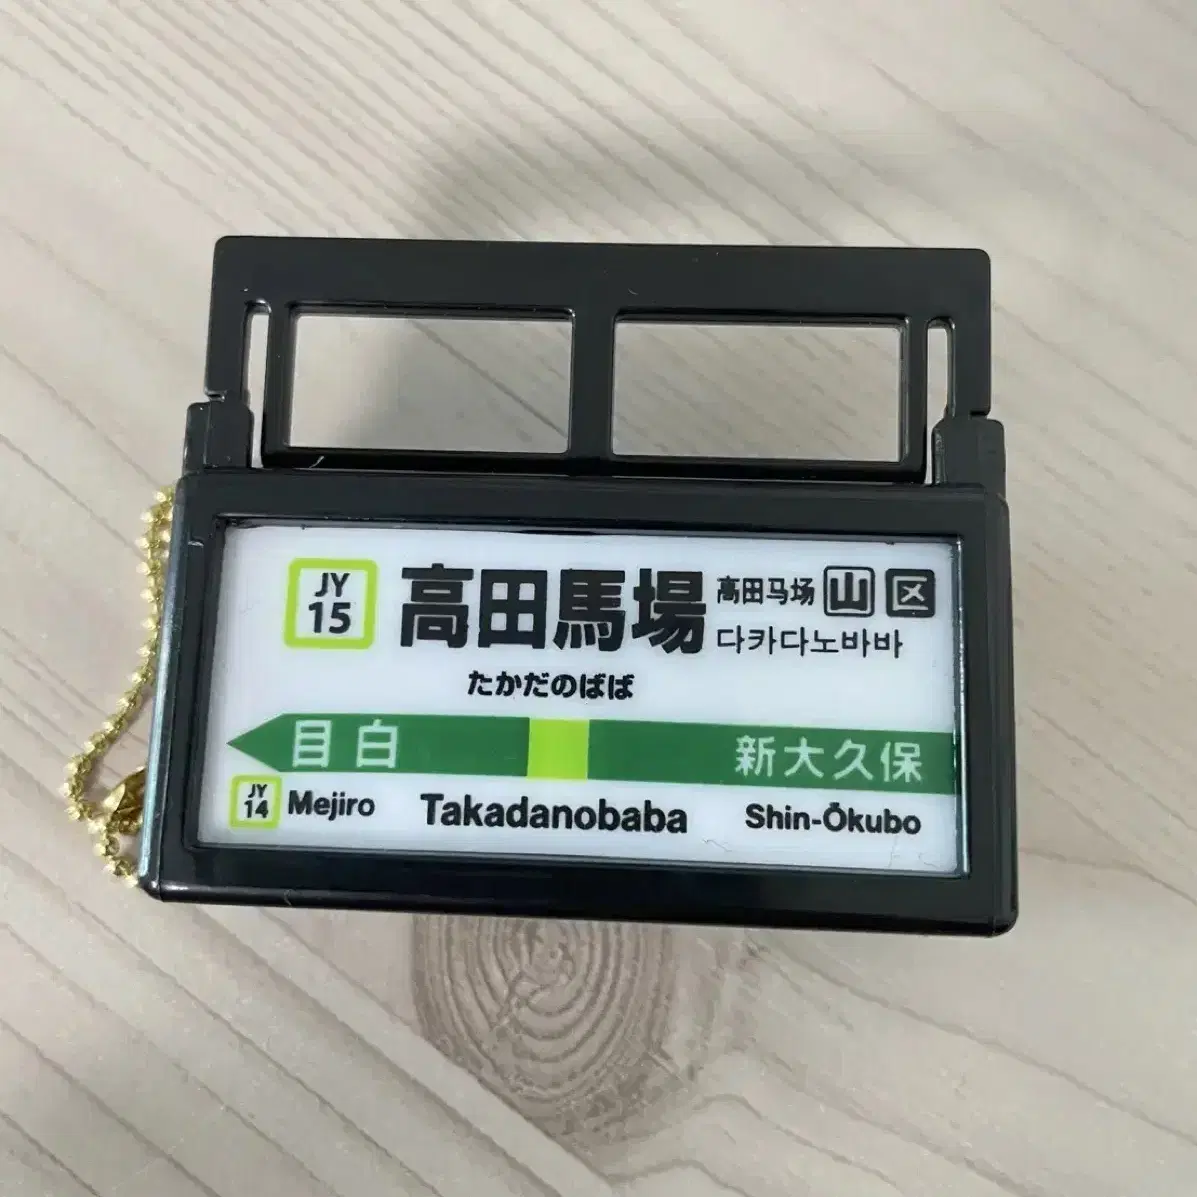 JY
15
高田馬場
高田马场 山 区
다카다노바바
たかだのばば
目白
新大久保
JY
14
Mejiro
Takadanobaba
Shin-Ōkubo